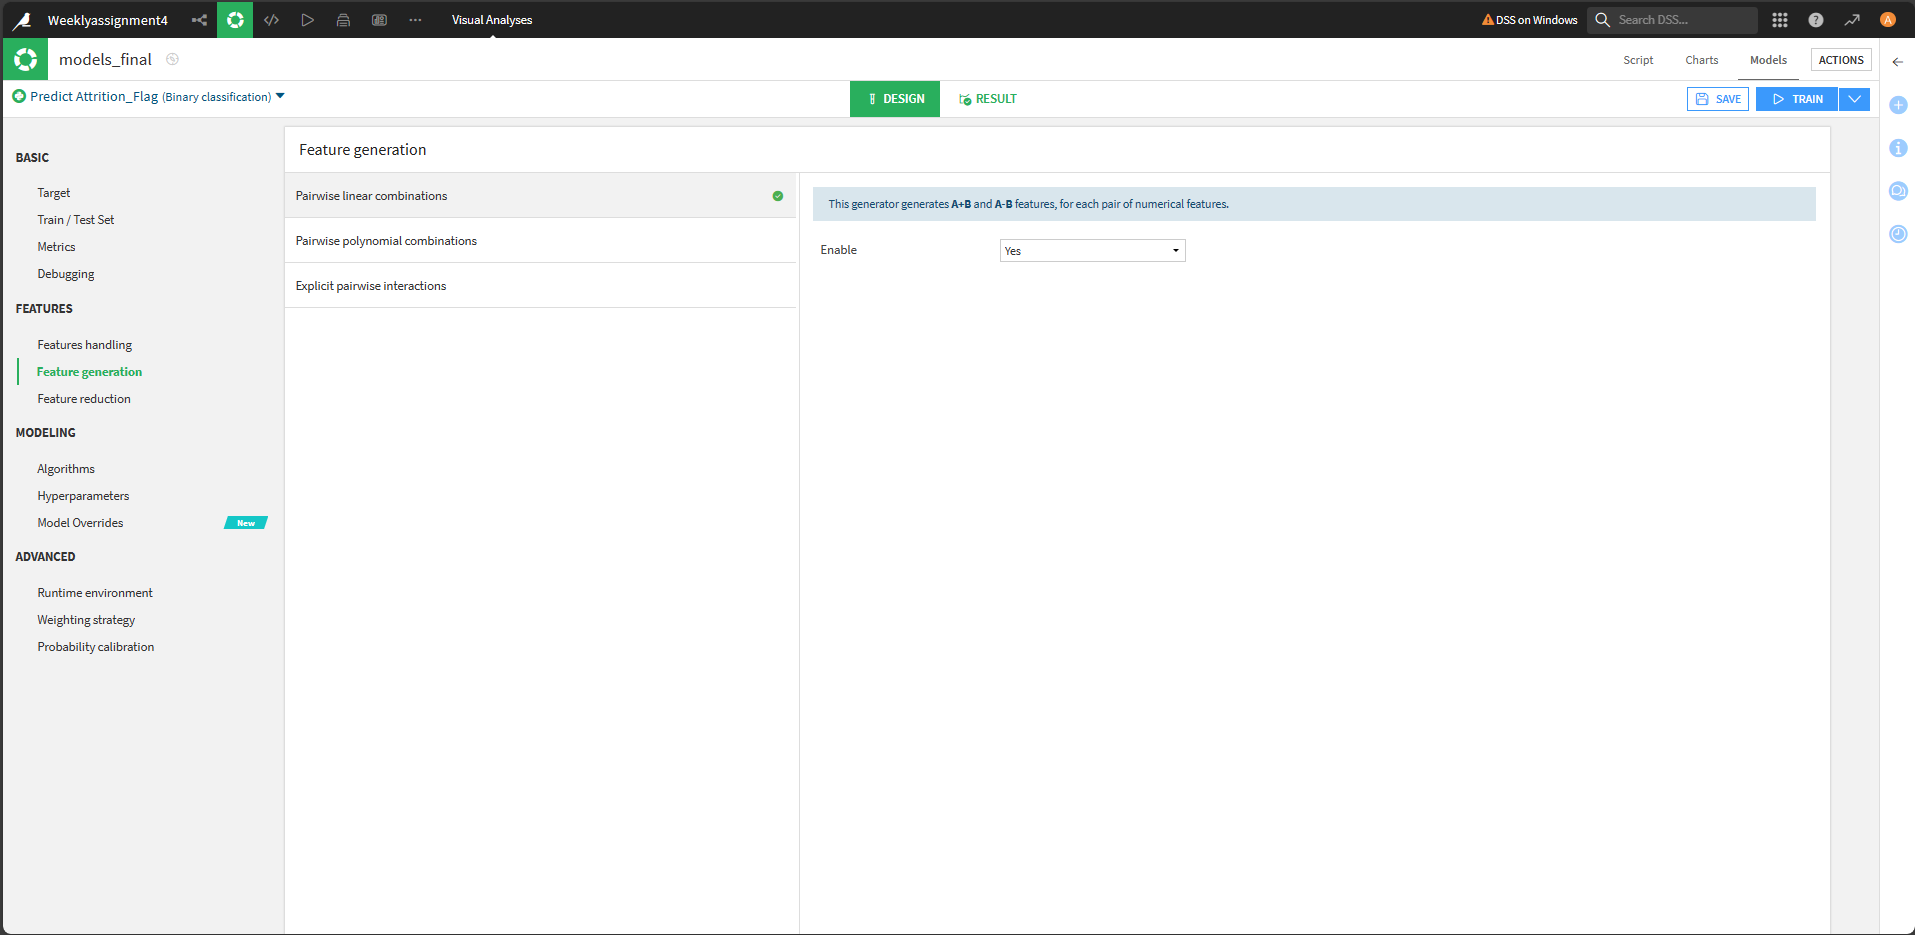 Weeklyassignment4
Visual Analyses
DSS on Windows
Search DSS...
A
models_final
Script
Charts
Models
ACTIONS
Predict Attrition_Flag (Binary classification)
DESIGN
RESULT
SAVE
TRAIN
BASIC
Target
Train / Test Set
Metrics
Debugging
FEATURES
Features handling
Feature generation
Feature reduction
MODELING
Algorithms
Hyperparameters
Model Overrides
New
ADVANCED
Runtime environment
Weighting strategy
Probability calibration
Feature generation
Pairwise linear combinations
Pairwise polynomial combinations
Explicit pairwise interactions
This generator generates A+B and A-B features, for each pair of numerical features.
Enable
Yes